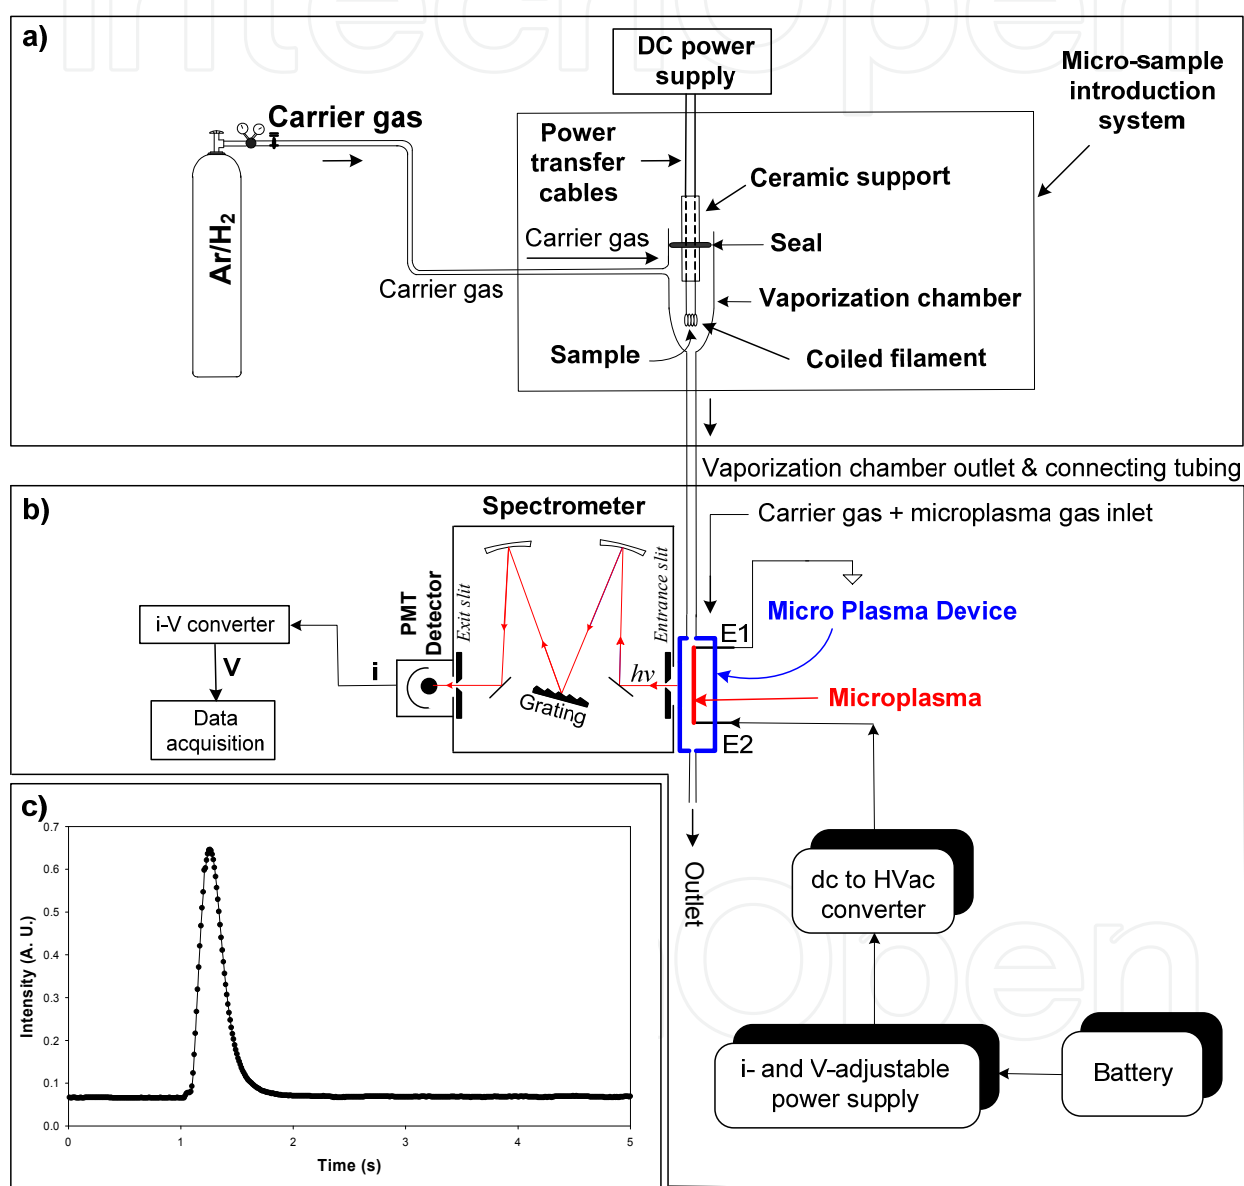 IntechOpen
a)
DC power
supply
Micro-sample
introduction
system
Carrier gas
Power
transfer
cables
Ceramic support
Ar/H2
Carrier gas
Seal
Carrier gas
Vaporization chamber
Sample
Coiled filament
Vaporization chamber outlet & connecting tubing
b)
Spectrometer
Carrier gas + microplasma gas inlet
PMT
Detector
Exit slit
Entrance slit
Micro Plasma Device
i-V converter
E1
V
i
hv
Grating
Microplasma
Data
acquisition
E2
Outlet
dc to HVac
converter
i- and V-adjustable
power supply
Battery
c)
0.7
0.6
0.5
0.4
0.3
0.2
0.1
0.0
Intensity (A. U.)
0
1
2
3
4
5
Time (s)
Open